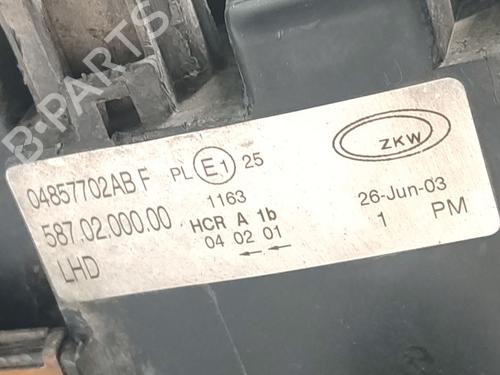 B-PARTS
04857702AB F
587.02.000.00
LHD
PL E1 25
1163
HCR A 1b
04 02 01
←←
ZKW
26-Jun-03
1 PM